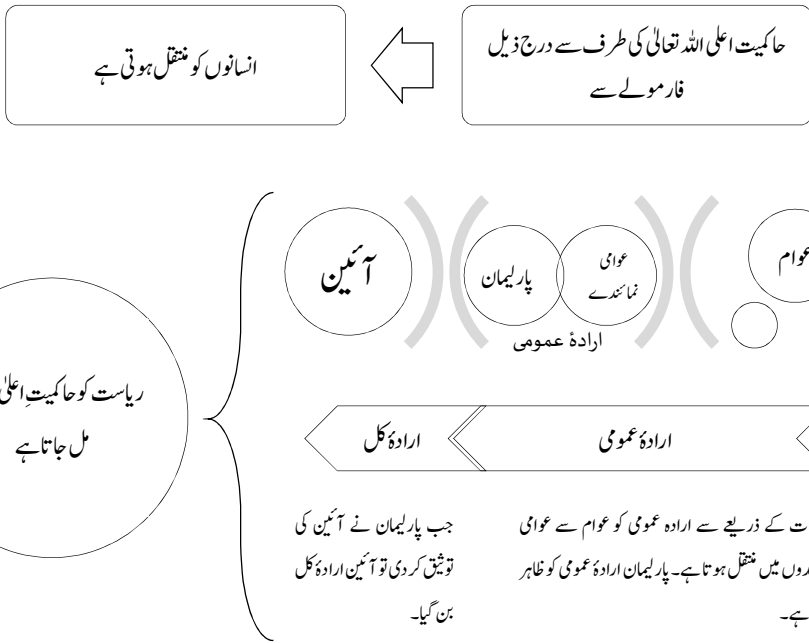 حاکمیت اعلی اللہ تعالیٰ کی طرف سے درج ذیل
فارمولے سے
انسانوں کو منتقل ہوتی ہے
عوام
عوامی
نمائندے
پارلیمان
ارادۂ عمومی
آئین
ریاست کو حاکمیتِ اعلیٰ
مل جاتا ہے
ارادۂ عمومی
ارادۂ کل
کے ذریعے سے ارادہ عمومی کو عوام سے عوامی
میں منتقل ہوتا ہے۔ پارلیمان ارادۂ عمومی کو ظاہر
ہے۔
جب پارلیمان نے آئین کی
توثیق کر دی تو آئین ارادۂ کل
بن گیا۔